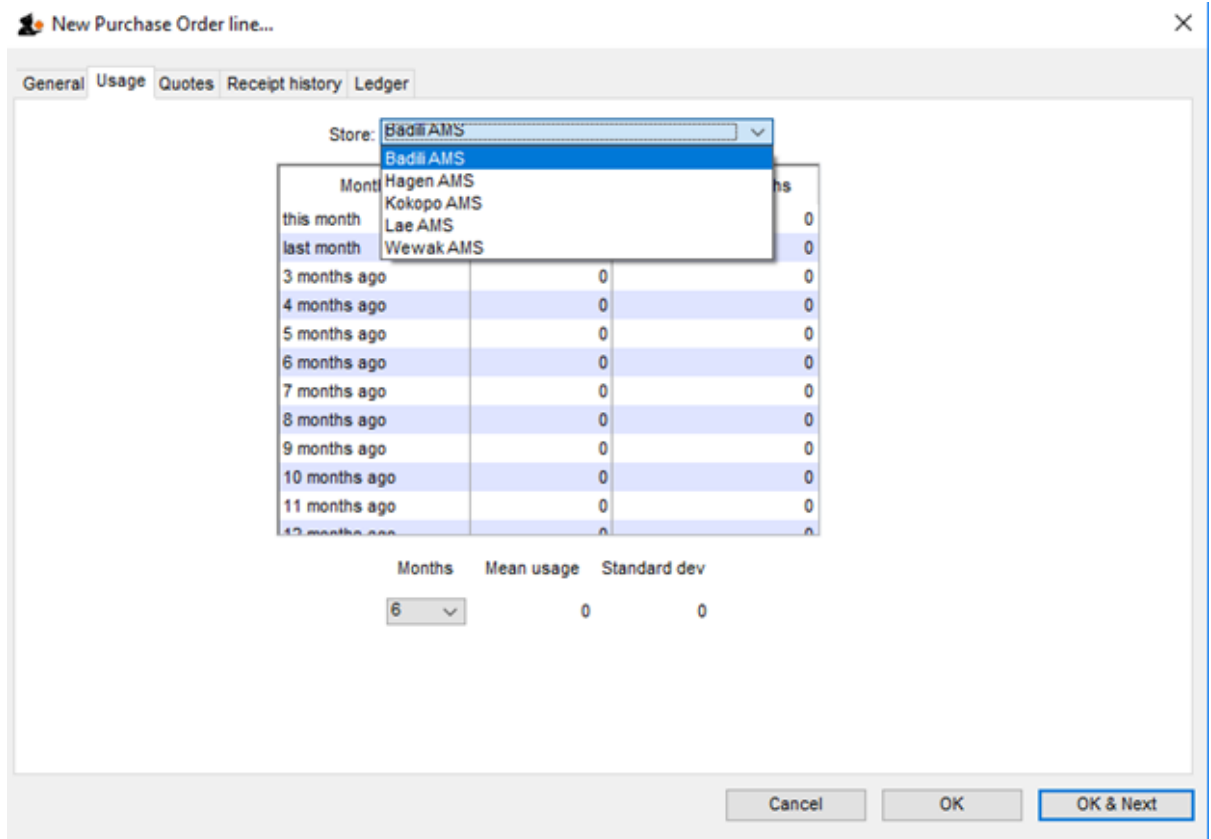 New Purchase Order line...
General Usage Quotes Receipt history Ledger
Store: Badili AMS
Badili AMS
Hagen AMS
Kokopo AMS
Lae AMS
Wewak AMS
this month 0
last month 0
3 months ago 0 0
4 months ago 0 0
5 months ago 0 0
6 months ago 0 0
7 months ago 0 0
8 months ago 0 0
9 months ago 0 0
10 months ago 0 0
11 months ago 0 0
12 months ago 0 0
Months Mean usage Standard dev
6 0 0
Cancel OK OK & Next